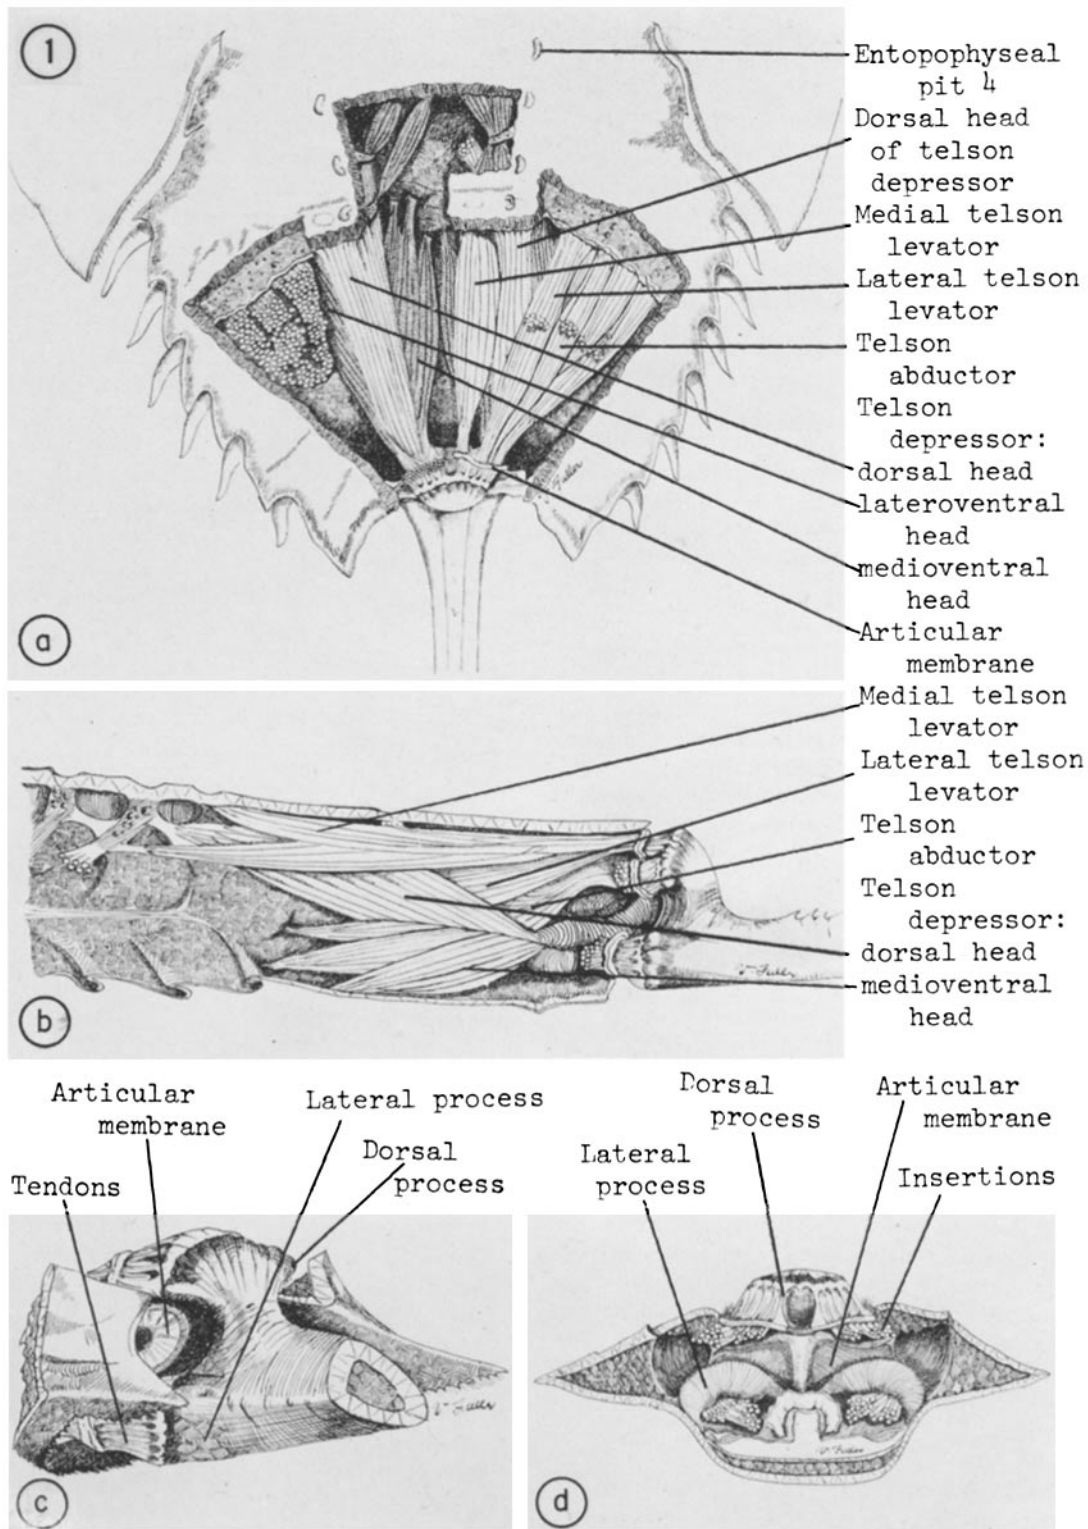 1
Entopophyseal
pit 4
Dorsal head
of telson
depressor
Medial telson
levator
Lateral telson
levator
Telson
abductor
Telson
depressor:
dorsal head
lateroventral
head
medioventral
head
Articular
membrane
a
Medial telson
levator
Lateral telson
levator
Telson
abductor
Telson
depressor:
dorsal head
medioventral
head
b
Articular
membrane
Lateral process
Dorsal
process
Tendons
c
Dorsal
process
Articular
membrane
Lateral
process
Insertions
d